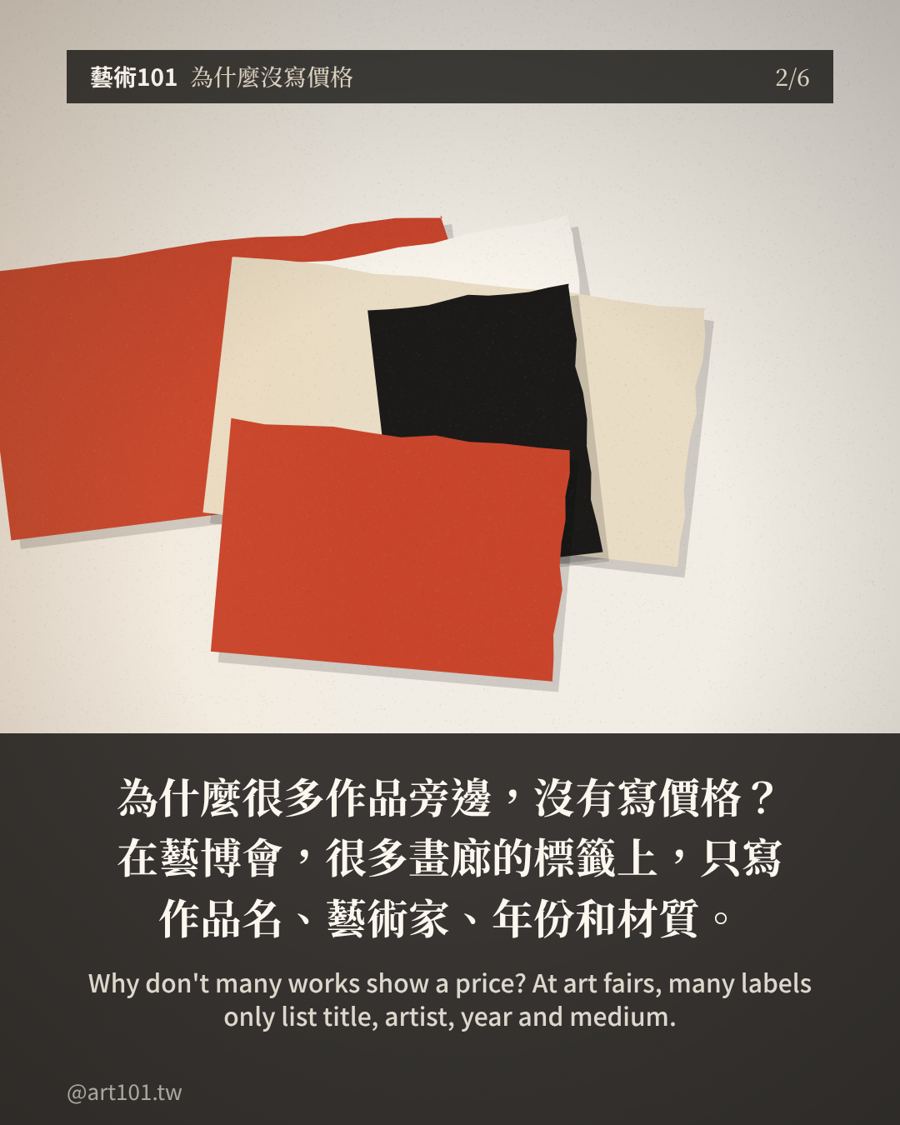 藝術101 為什麼沒寫價格 2/6
為什麼很多作品旁邊，沒有寫價格？
在藝博會，很多畫廊的標籤上，只寫
作品名、藝術家、年份和材質。
Why don't many works show a price? At art fairs, many labels
only list title, artist, year and medium.
@art101.tw